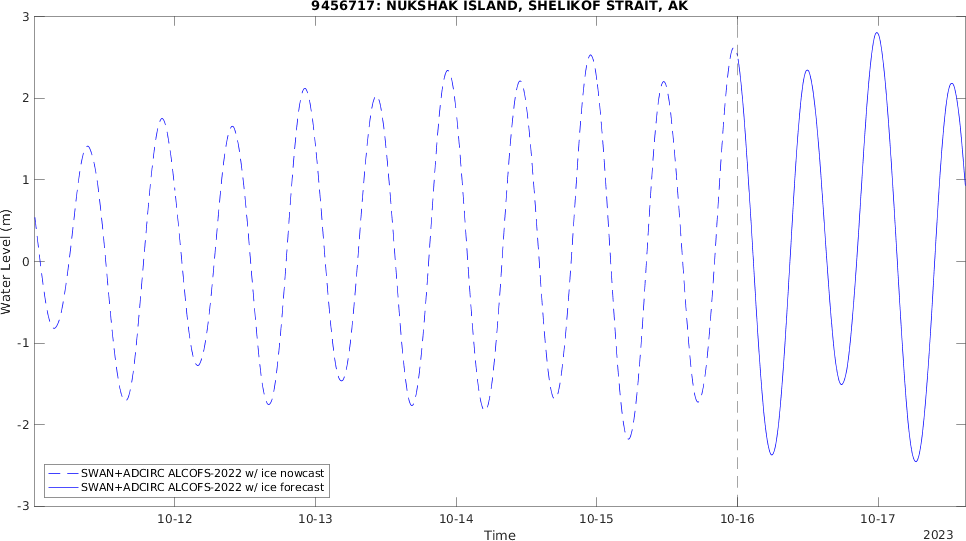 9456717: NUKSHAK ISLAND, SHELIKOF STRAIT, AK
3
2
1
0
-1
-2
-3
Water Level (m)
SWAN+ADCIRC ALCOFS-2022 w/ ice nowcast
SWAN+ADCIRC ALCOFS-2022 w/ ice forecast
10-12
10-13
10-14
10-15
10-16
10-17
Time
2023